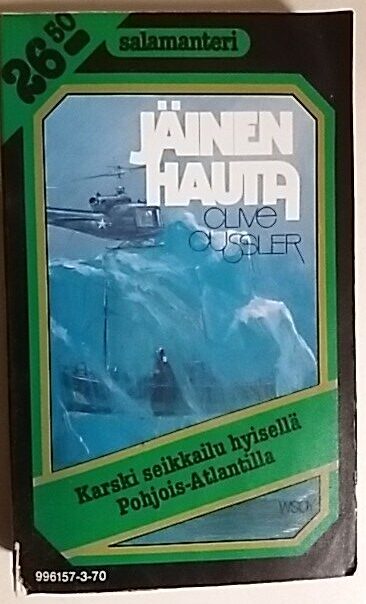 26.50
salamanteri
JÄINEN
HAUTA
CLIVE
CUSSLER
Karski seikkailu hyisellä
Pohjois-Atlantilla
WSOY
996157-3-70